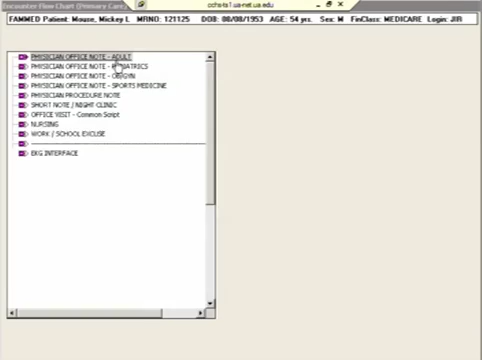 Encounter Flow Chart (Primary Care) ochs-ts1.ua-net.ua.edu
FAMMED Patient: Mouse, Mickey L MRNO: 121125 DOB: 08/08/1953 AGE: 54 yrs. Sex: M FinClass: MEDICARE Login: JIR
PHYSICIAN OFFICE NOTE - ADULT
PHYSICIAN OFFICE NOTE - PEDIATRICS
PHYSICIAN OFFICE NOTE - OB/GYN
PHYSICIAN OFFICE NOTE - SPORTS MEDICINE
PHYSICIAN PROCEDURE NOTE
SHORT NOTE / NIGHT CLINIC
OFFICE VISIT - Common Script
NURSING
WORK / SCHOOL EXCUSE
EKG INTERFACE